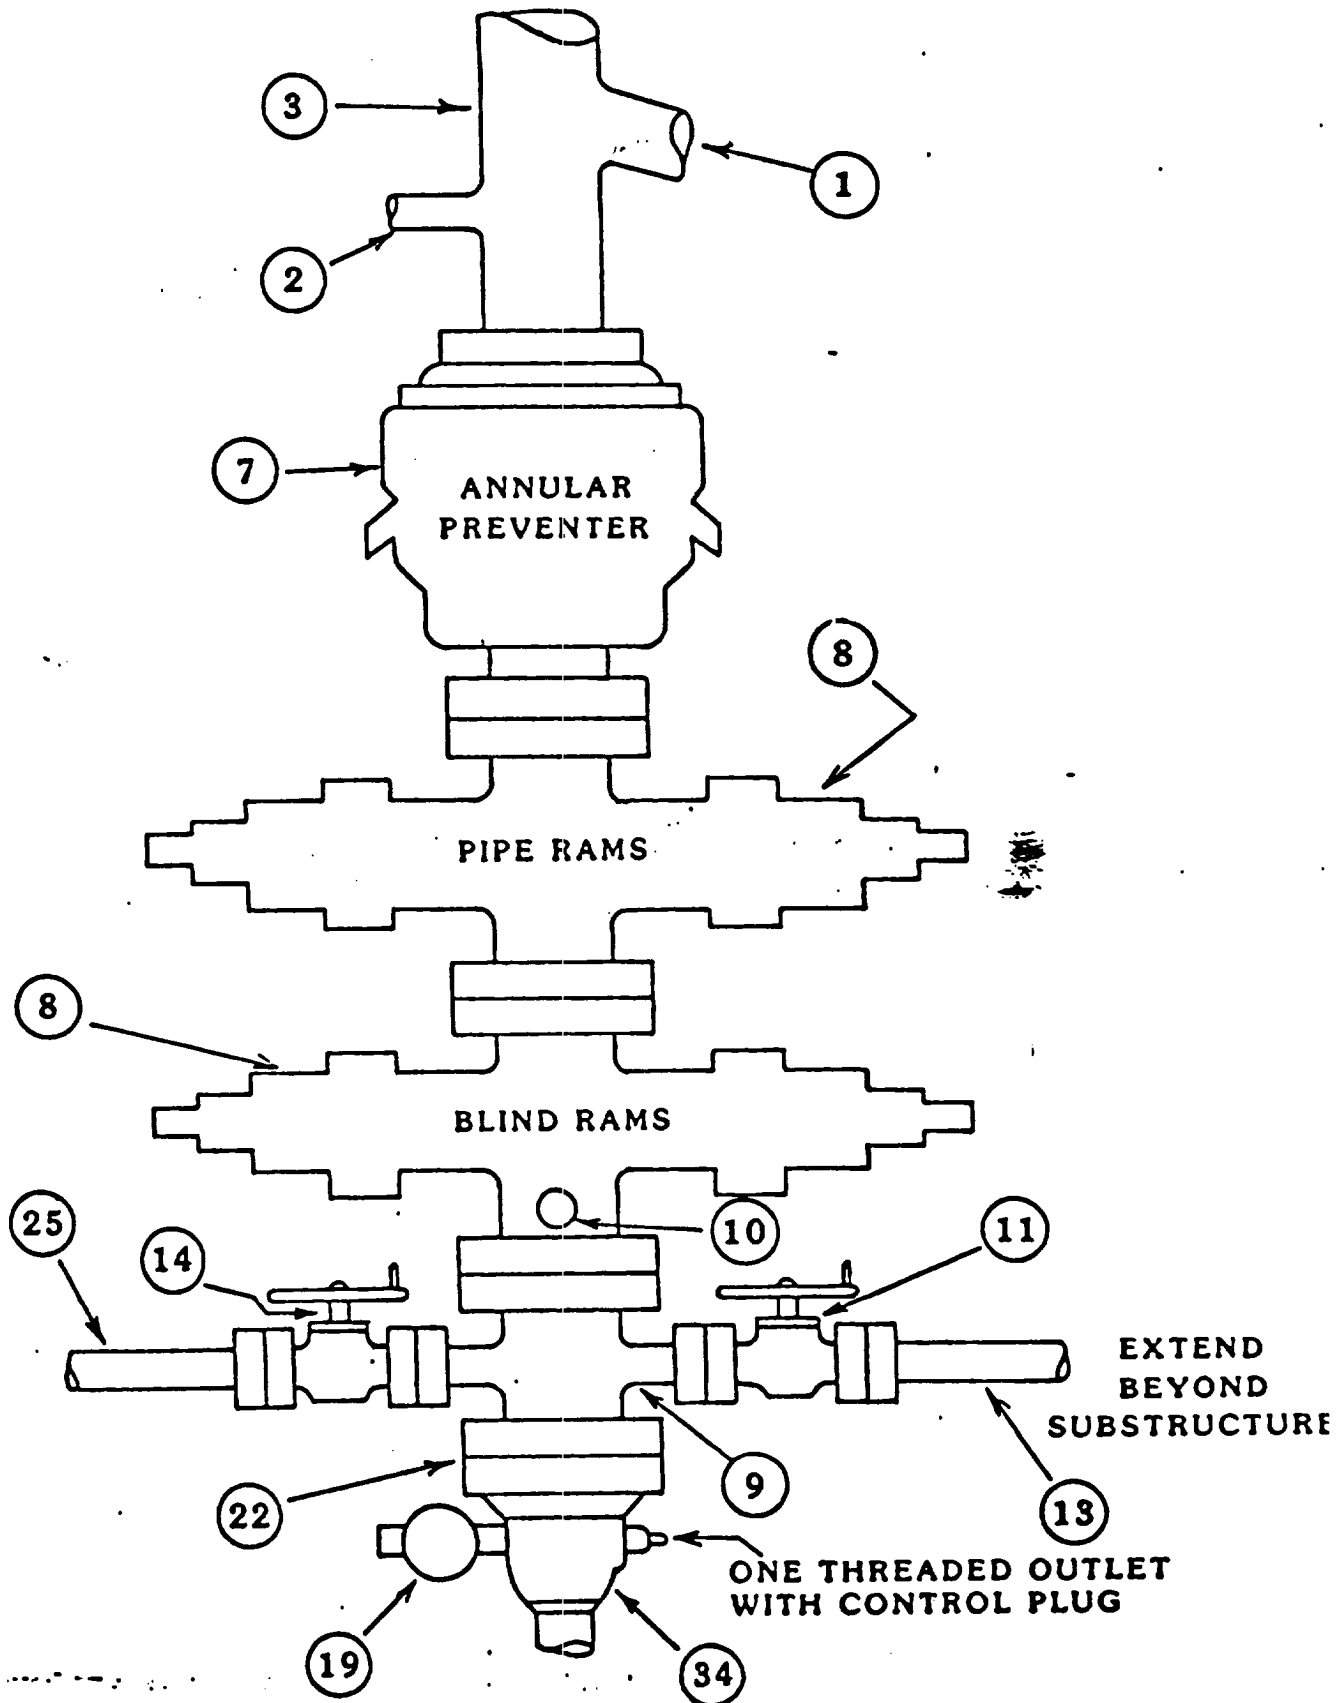 3
1
2
7
ANNULAR
PREVENTER
8
PIPE RAMS
8
BLIND RAMS
25
14
10
11
EXTEND
BEYOND
SUBSTRUCTURE
9
22
13
ONE THREADED OUTLET
WITH CONTROL PLUG
19
34